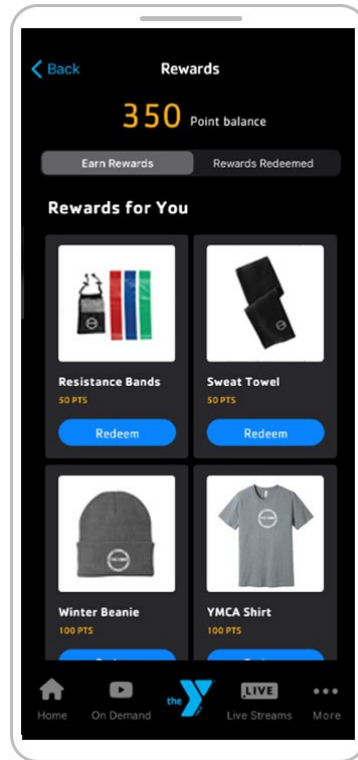 Back
Rewards
350 Point balance
Earn Rewards
Rewards Redeemed
Rewards for You
Resistance Bands
50 PTS
Redeem
Sweat Towel
50 PTS
Redeem
Winter Beanie
100 PTS
YMCA Shirt
100 PTS
the
Y
LIVE
Home
On Demand
Live Streams
More